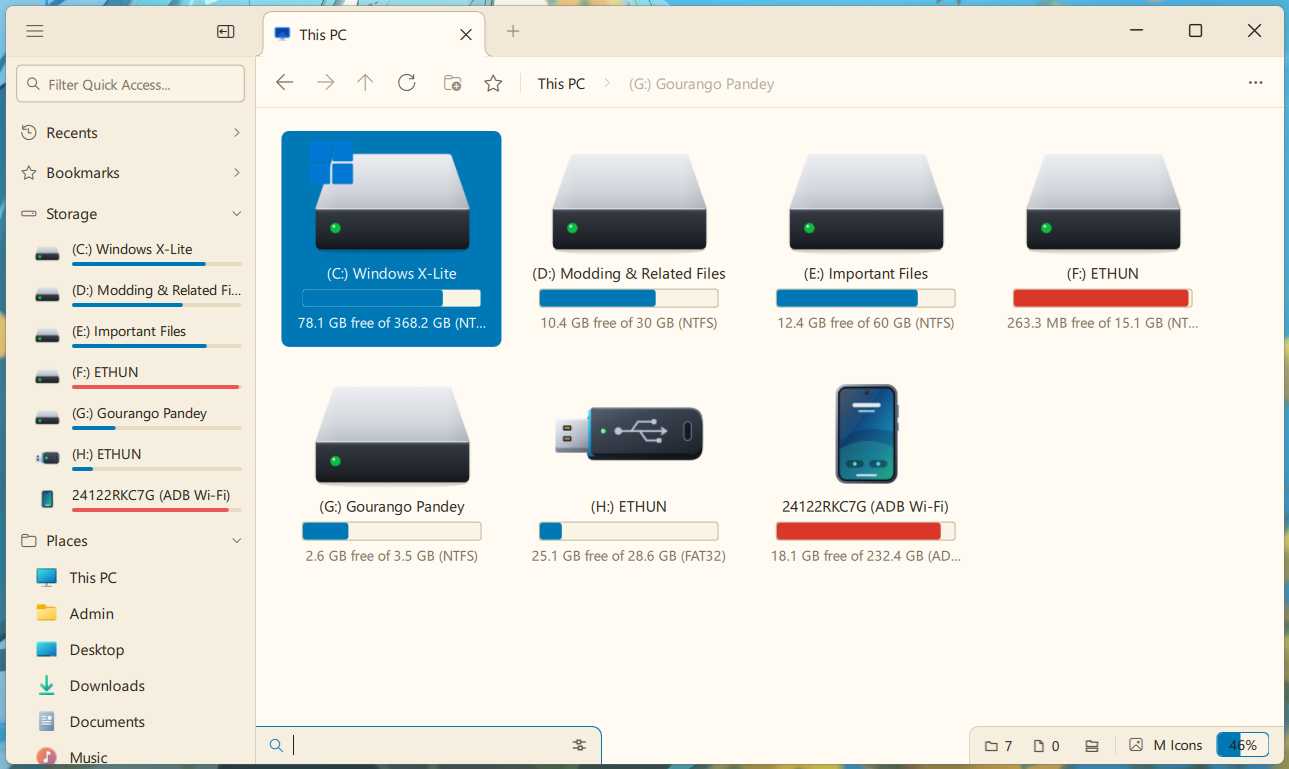 This PC
Filter Quick Access...
This PC
(G:) Gourango Pandey
Recents
Bookmarks
Storage
(C:) Windows X-Lite
(D:) Modding & Related Fi...
(E:) Important Files
(F:) ETHUN
(G:) Gourango Pandey
(H:) ETHUN
24122RKC7G (ADB Wi-Fi)
Places
This PC
Admin
Desktop
Downloads
Documents
Music
(C:) Windows X-Lite
78.1 GB free of 368.2 GB (NT...
(D:) Modding & Related Files
10.4 GB free of 30 GB (NTFS)
(E:) Important Files
12.4 GB free of 60 GB (NTFS)
(F:) ETHUN
263.3 MB free of 15.1 GB (NT...
(G:) Gourango Pandey
2.6 GB free of 3.5 GB (NTFS)
(H:) ETHUN
25.1 GB free of 28.6 GB (FAT32)
24122RKC7G (ADB Wi-Fi)
18.1 GB free of 232.4 GB (AD...
7
0
M Icons
46%